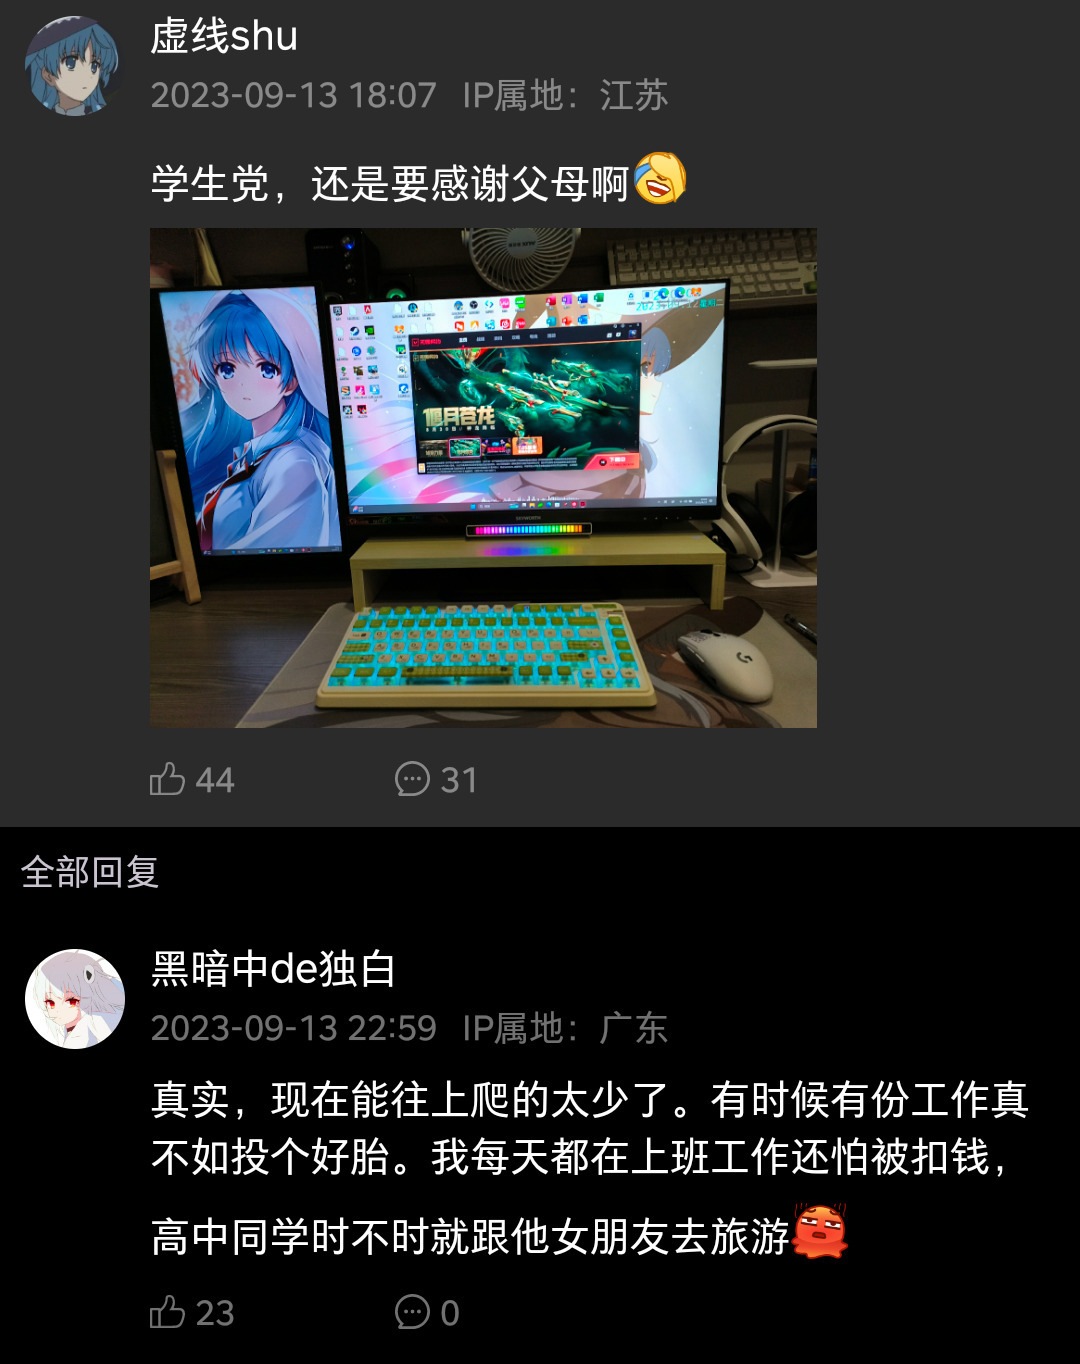 虚线shu
2023-09-13 18:07 IP属地：江苏
学生党，还是要感谢父母啊
偃月苍龙
44
31
全部回复
黑暗中de独白
2023-09-13 22:59 IP属地：广东
真实，现在能往上爬的太少了。有时候有份工作真
不如投个好胎。我每天都在上班工作还怕被扣钱，
高中同学时不时就跟他女朋友去旅游
23
0